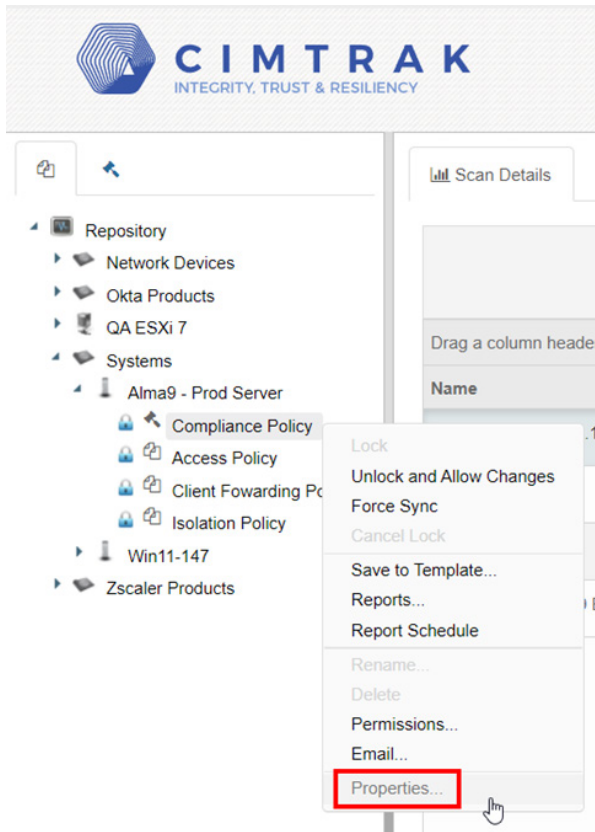 CIMTRAK
INTEGRITY, TRUST & RESILIENCY
Scan Details
Repository
Network Devices
Okta Products
QA ESXi 7
Systems
Alma9 - Prod Server
Compliance Policy
Access Policy
Client Fowarding Po
Isolation Policy
Win11-147
Zscaler Products
Drag a column heade
Name
.1
Lock
Unlock and Allow Changes
Force Sync
Cancel Lock
Save to Template...
Reports...
Report Schedule
Rename...
Delete
Permissions...
Email...
Properties...